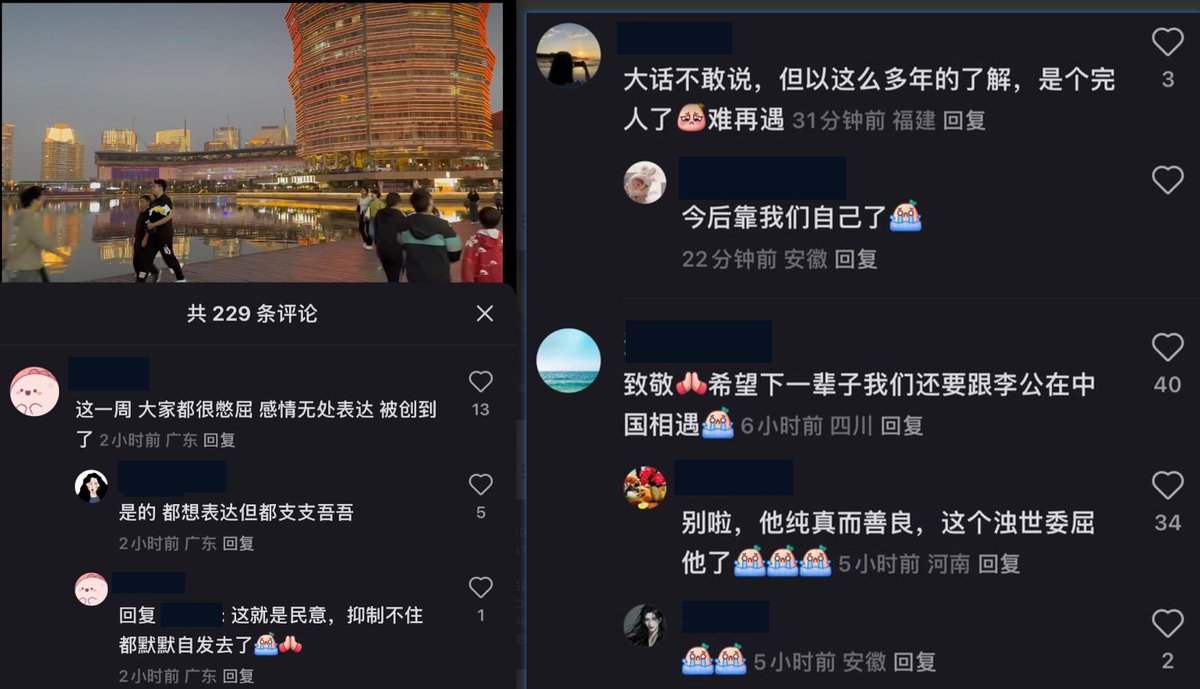 共 229 条评论
这一周 大家都很憋屈 感情无处表达 被创到
了 2小时前 广东 回复
13
是的 都想表达但都支支吾吾
5
2小时前 广东 回复
回复 : 这就是民意，抑制不住
1
都默默自发去了
2小时前 广东 回复
大话不敢说，但以这么多年的了解，是个完
3
人了难再遇 31分钟前 福建 回复
今后靠我们自己了
22分钟前 安徽 回复
致敬希望下一辈子我们还要跟李公在中
40
国相遇 6小时前 四川 回复
别啦，他纯真而善良，这个浊世委屈
34
他了 5小时前 河南 回复
5小时前 安徽 回复
2